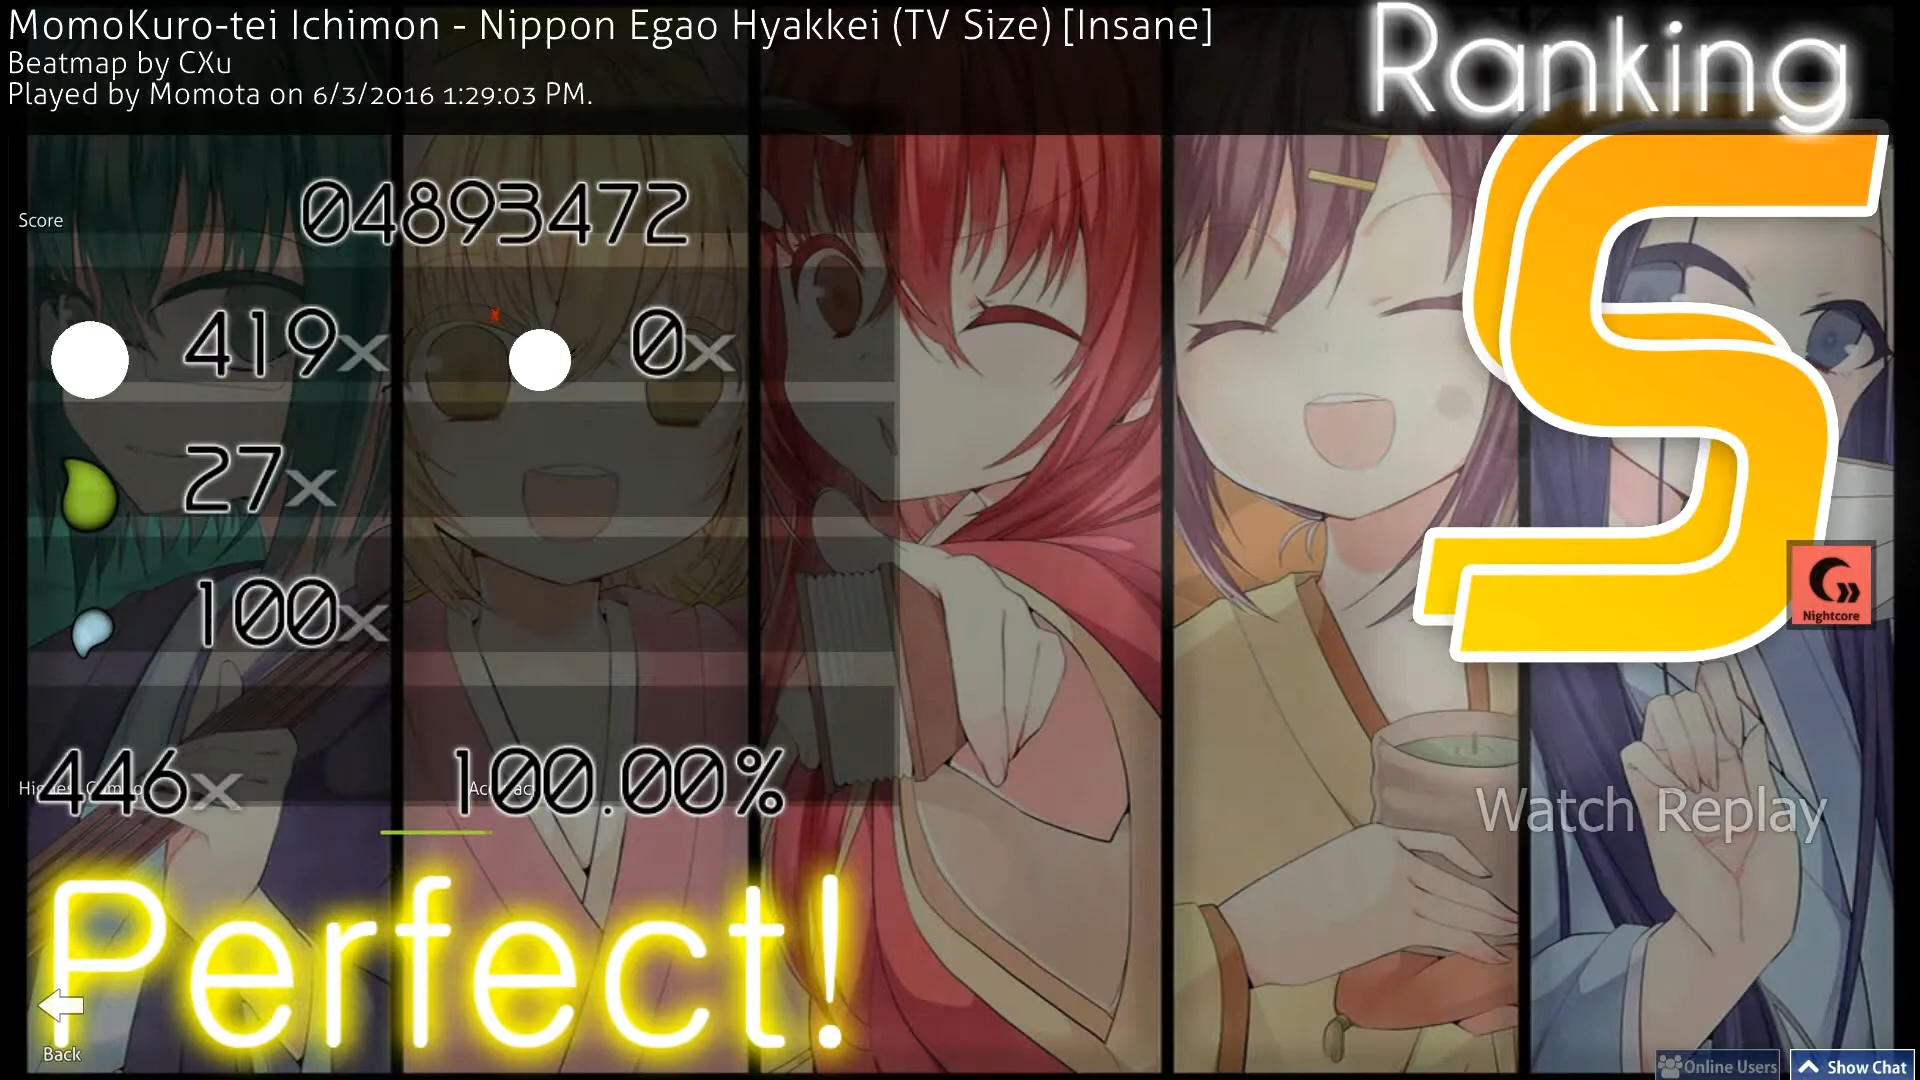 MomoKuro-tei Ichimon - Nippon Egao Hyakkei (TV Size) [Insane]
Beatmap by CXu
Played by Momota on 6/3/2016 1:29:03 PM.
Ranking
Score
04893472
419x
0x
27x
100x
Nightcore
446x
100.00%
Watch Replay
Perfect!
Back
Online Users
Show Chat